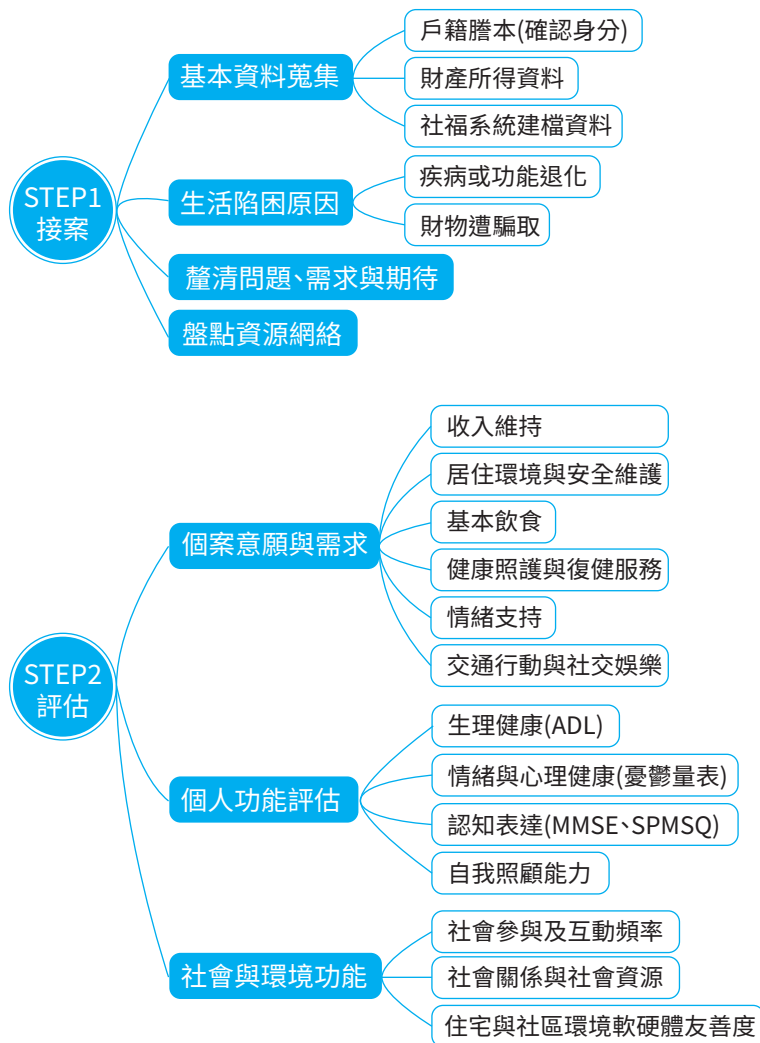 STEP1
接案
基本資料蒐集
戶籍謄本(確認身分)
財產所得資料
社福系統建檔資料
生活陷困原因
疾病或功能退化
財物遭騙取
釐清問題、需求與期待
盤點資源網絡
STEP2
評估
個案意願與需求
收入維持
居住環境與安全維護
基本飲食
健康照護與復健服務
情緒支持
交通行動與社交娛樂
個人功能評估
生理健康(ADL)
情緒與心理健康(憂鬱量表)
認知表達(MMSE、SPMSQ)
自我照顧能力
社會與環境功能
社會參與及互動頻率
社會關係與社會資源
住宅與社區環境軟硬體友善度